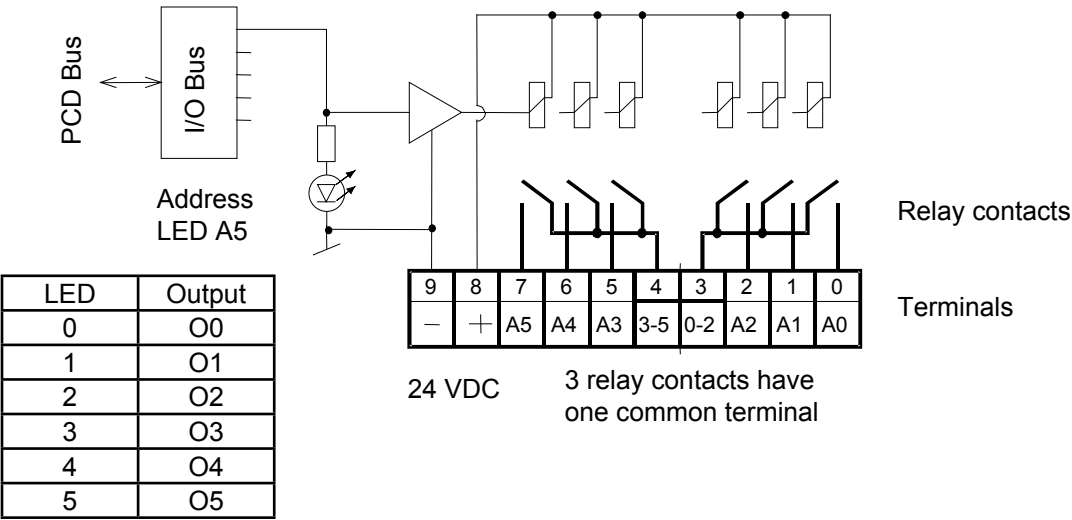 PCD Bus
I/O Bus
Address
LED A5
Relay contacts
LED Output
0 O0
1 O1
2 O2
3 O3
4 O4
5 O5
9 8 7 6 5 4 3 2 1 0
– + A5 A4 A3 3-5 0-2 A2 A1 A0
Terminals
24 VDC
3 relay contacts have
one common terminal